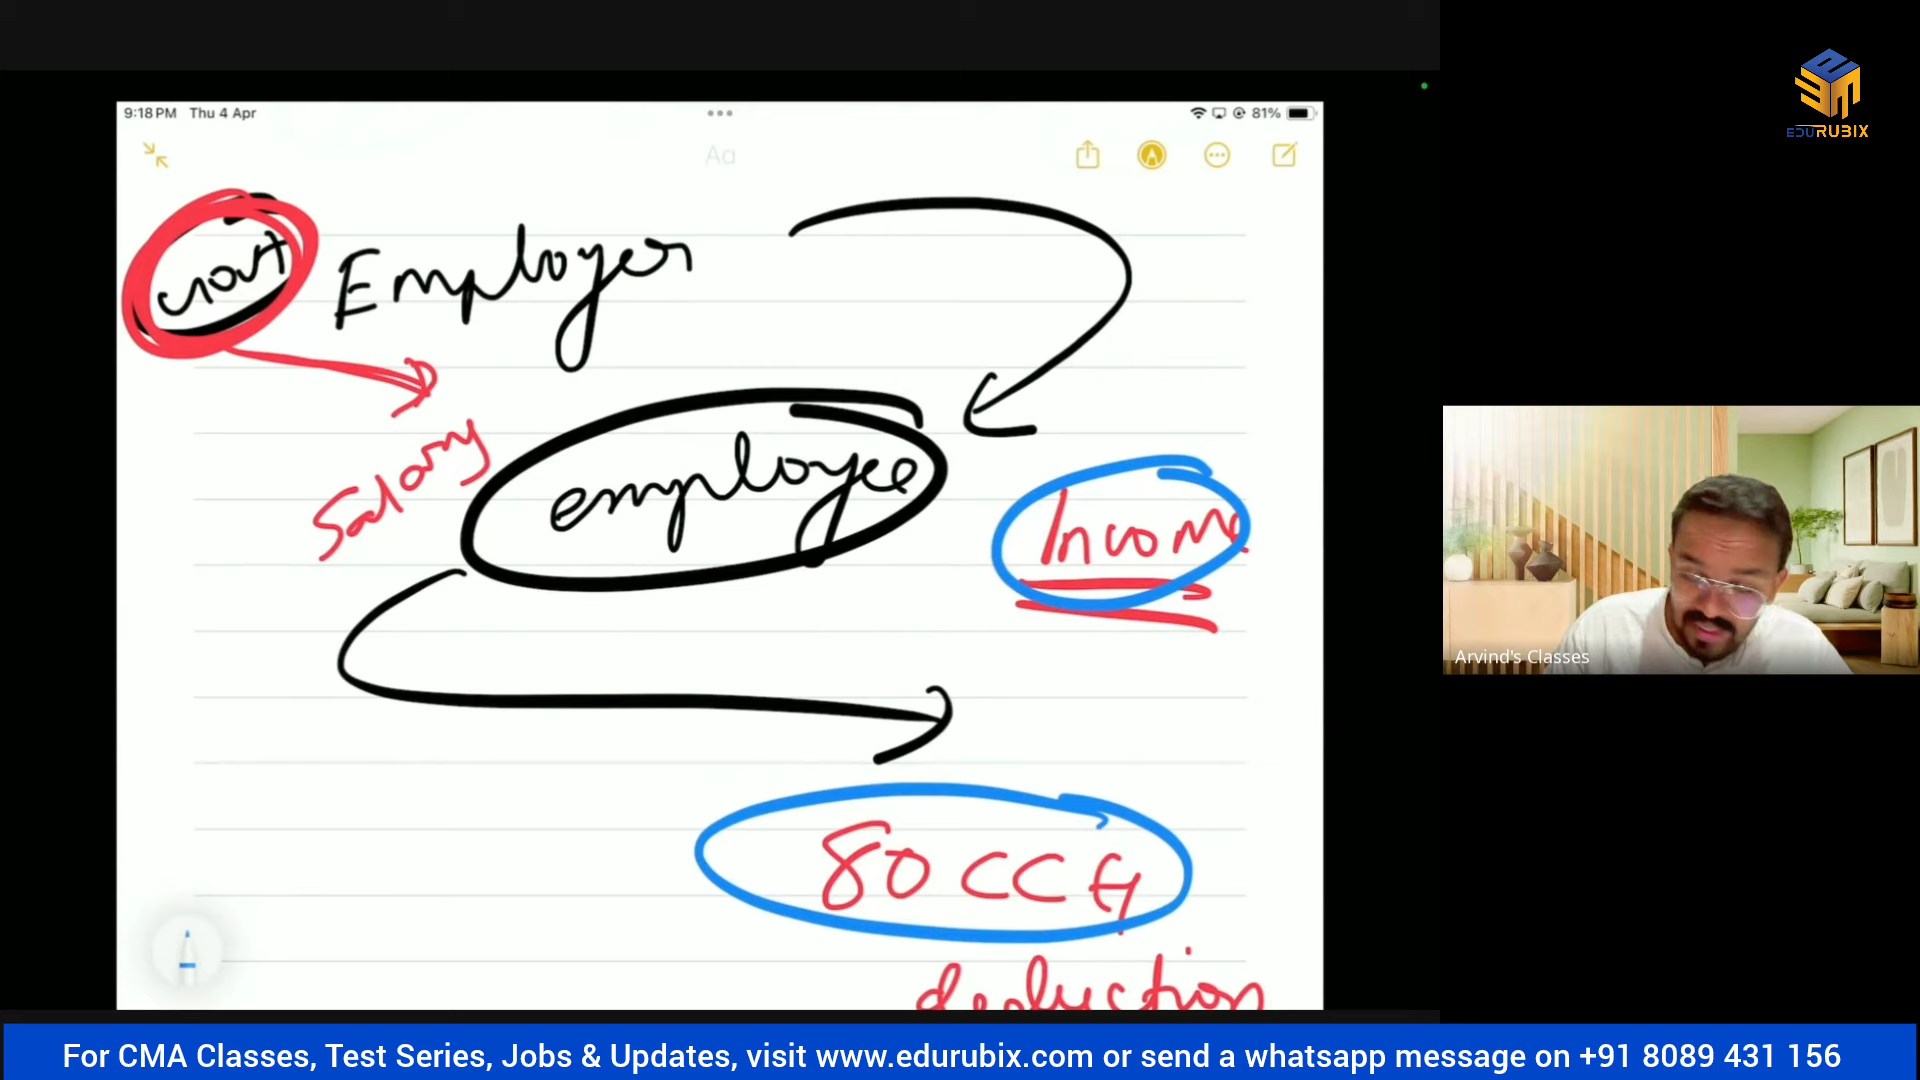 9:18 PM Thu 4 Apr
81%
Aa
EDURUBIX
Govt Employer
Salary
employee
Income
80 CCG
deduction
Arvind's Classes
For CMA Classes, Test Series, Jobs & Updates, visit www.edurubix.com or send a whatsapp message on +91 8089 431 156